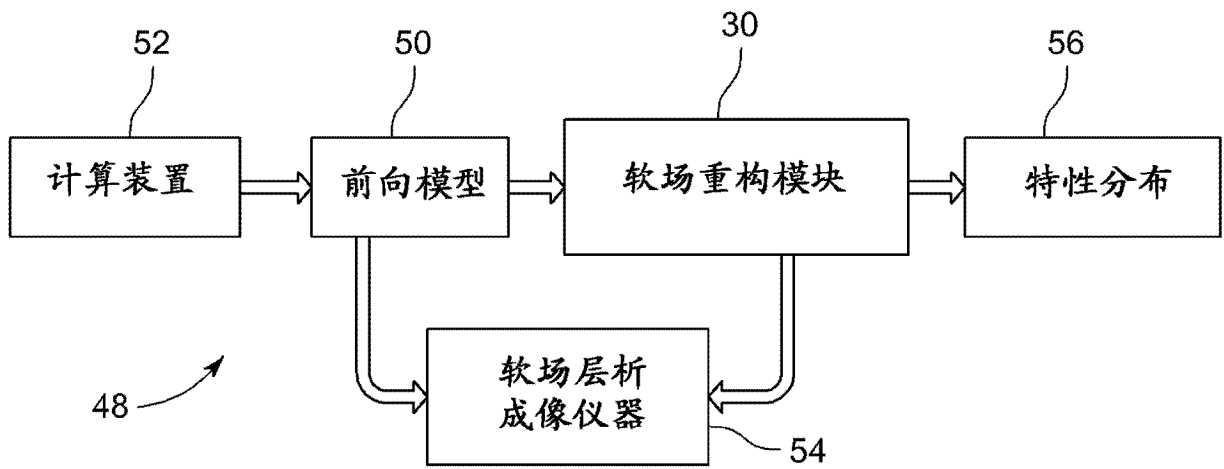 52
50
30
56
计算装置
前向模型
软场重构模块
特性分布
软场层析
成像仪器
48
54